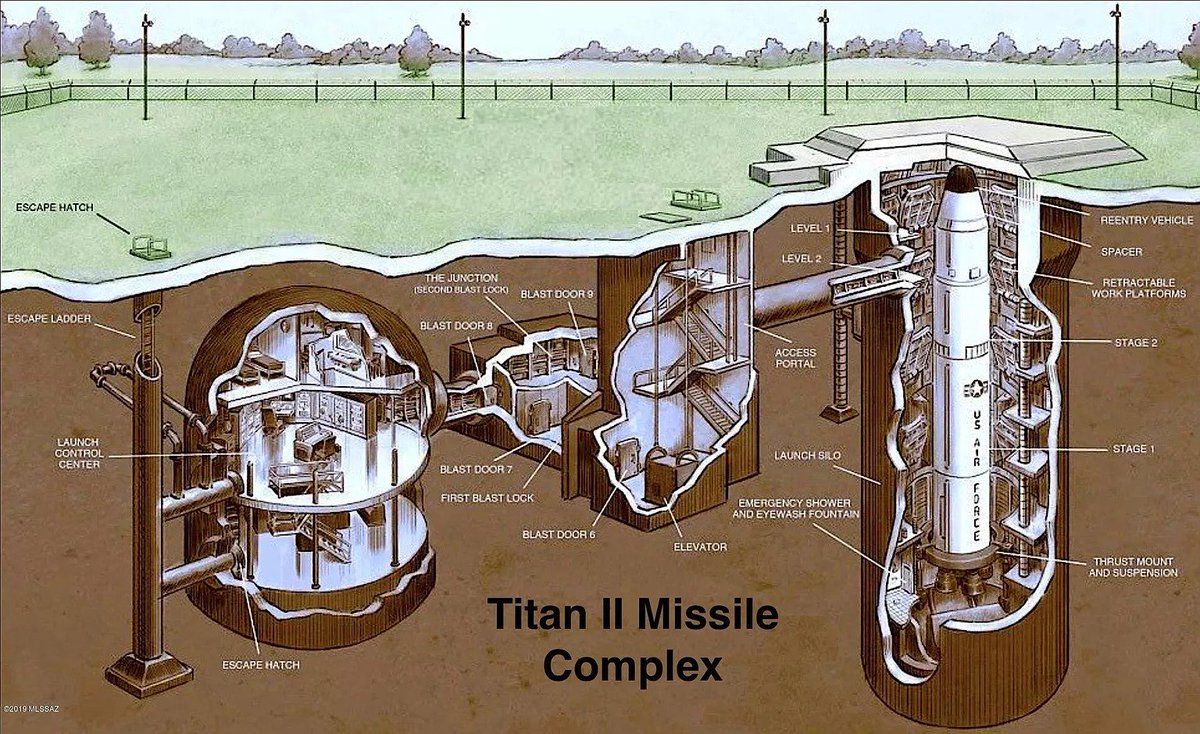 ESCAPE HATCH
ESCAPE LADDER
THE JUNCTION
(SECOND BLAST LOCK)
BLAST DOOR 9
BLAST DOOR 8
LAUNCH
CONTROL
CENTER
BLAST DOOR 7
FIRST BLAST LOCK
BLAST DOOR 6
ELEVATOR
ESCAPE HATCH
LEVEL 1
LEVEL 2
ACCESS
PORTAL
LAUNCH SILO
EMERGENCY SHOWER
AND EYEWASH FOUNTAIN
REENTRY VEHICLE
SPACER
RETRACTABLE
WORK PLATFORMS
STAGE 2
US AIR FORCE
STAGE 1
THRUST MOUNT
AND SUSPENSION
Titan II Missile
Complex
©2019 MLSSAZ